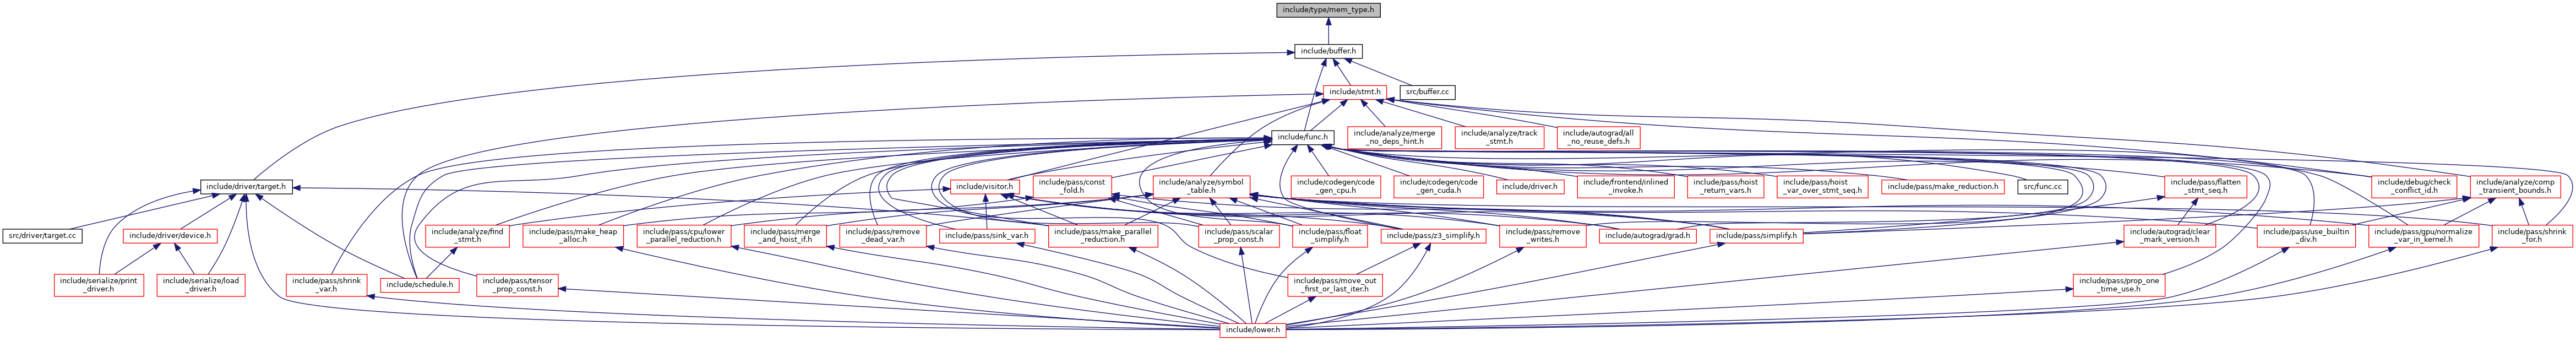 include/type/mem_type.h
include/buffer.h
include/stmt.h
src/buffer.cc
include/func.h
include/analyze/merge
_no_deps_hint.h
include/analyze/track
_stmt.h
include/autograd/all
_no_reuse_defs.h
include/driver/target.h
include/visitor.h
include/pass/const
_fold.h
include/analyze/symbol
_table.h
include/codegen/code
_gen_cpu.h
include/codegen/code
_gen_cuda.h
include/driver.h
include/frontend/inlined
_invoke.h
include/pass/hoist
_return_vars.h
include/pass/hoist
_var_over_stmt_seq.h
include/pass/make_reduction.h
src/func.cc
include/pass/flatten
_stmt_seq.h
include/debug/check
_conflict_id.h
include/analyze/comp
_transient_bounds.h
src/driver/target.cc
include/driver/device.h
include/analyze/find
_stmt.h
include/pass/make_heap
_alloc.h
include/pass/cpu/lower
_parallel_reduction.h
include/pass/merge
_and_hoist_if.h
include/pass/remove
_dead_var.h
include/pass/sink_var.h
include/pass/make_parallel
_reduction.h
include/pass/scalar
_prop_const.h
include/pass/float
_simplify.h
include/pass/z3_simplify.h
include/pass/remove
_writes.h
include/autograd/grad.h
include/pass/simplify.h
include/autograd/clear
_mark_version.h
include/pass/use_builtin
_div.h
include/pass/gpu/normalize
_var_in_kernel.h
include/pass/shrink
_for.h
include/serialize/print
_driver.h
include/serialize/load
_driver.h
include/pass/shrink
_var.h
include/schedule.h
include/pass/tensor
_prop_const.h
include/pass/move_out
_first_or_last_iter.h
include/pass/prop_one
_time_use.h
include/lower.h